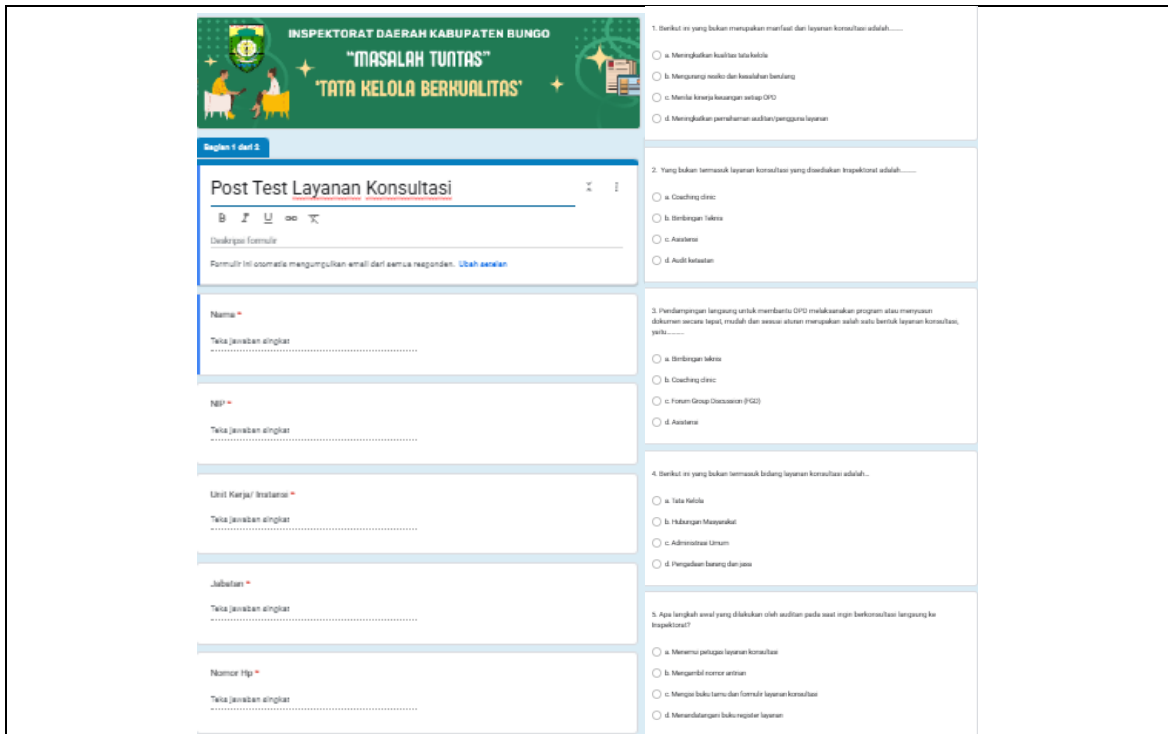 INSPEKTORAT DAERAH KABUPATEN BUNGO
"MASALAH TUNTAS"
"TATA KELOLA BERKUALITAS"
Bagian 1 dari 2
Post Test Layanan Konsultasi
B I U
Deskripsi formulir
Formulir ini otomatis mengumpulkan email dari semua responden. Ubah setelan
Nama *
Teks jawaban singkat
NIP *
Teks jawaban singkat
Unit Kerja/ Instansi *
Teks jawaban singkat
Jabatan *
Teks jawaban singkat
Nomor Hp *
Teks jawaban singkat
1. Berikut ini yang bukan merupakan manfaat dari layanan konsultasi adalah.......
a. Meningkatkan kualitas tata kelola
b. Mengurangi resiko dan kesalahan berulang
c. Menilai kinerja keuangan setiap OPD
d. Meningkatkan pemahaman auditan/pengguna layanan
2. Yang bukan termasuk layanan konsultasi yang disediakan Inspektorat adalah.........
a. Coaching clinic
b. Bimbingan Teknis
c. Asistensi
d. Audit ketaatan
3. Pendampingan langsung untuk membantu OPD melaksanakan program atau menyusun
dokumen secara tepat, mudah dan sesuai aturan merupakan salah satu bentuk layanan konsultasi,
yaitu.........
a. Bimbingan teknis
b. Coaching clinic
c. Forum Group Discussion (FGD)
d. Asistensi
4. Berikut ini yang bukan termasuk bidang layanan konsultasi adalah...
a. Tata Kelola
b. Hubungan Masyarakat
c. Administrasi Umum
d. Pengadaan barang dan jasa
5. Apa langkah awal yang dilakukan oleh auditan pada saat ingin berkonsultasi langsung ke
Inspektorat?
a. Menemui petugas layanan konsultasi
b. Mengambil nomor antrian
c. Mengisi buku tamu dan formulir layanan konsultasi
d. Menandatangani buku register layanan